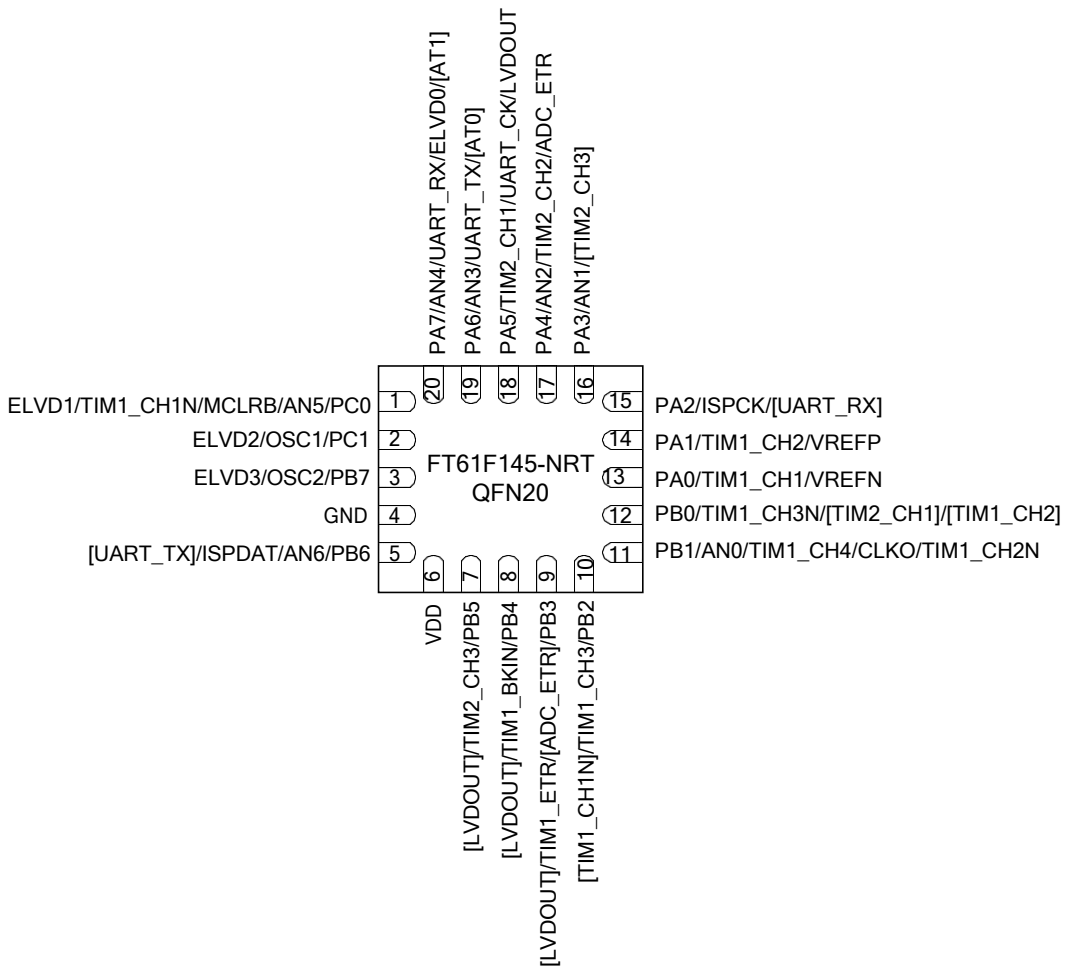 PA7/AN4/UART_RX/ELVD0/[AT1]
PA6/AN3/UART_TX/[AT0]
PA5/TIM2_CH1/UART_CK/LVDOUT
PA4/AN2/TIM2_CH2/ADC_ETR
PA3/AN1/[TIM2_CH3]
20
19
18
17
16
ELVD1/TIM1_CH1N/MCLRB/AN5/PC0
1
15
PA2/ISPCK/[UART_RX]
ELVD2/OSC1/PC1
2
14
PA1/TIM1_CH2/VREFP
ELVD3/OSC2/PB7
3
FT61F145-NRT
QFN20
13
PA0/TIM1_CH1/VREFN
GND
4
12
PB0/TIM1_CH3N/[TIM2_CH1]/[TIM1_CH2]
[UART_TX]/ISPDAT/AN6/PB6
5
11
PB1/AN0/TIM1_CH4/CLKO/TIM1_CH2N
6
7
8
9
10
VDD
[LVDOUT]/TIM2_CH3/PB5
[LVDOUT]/TIM1_BKIN/PB4
[LVDOUT]/TIM1_ETR/[ADC_ETR]/PB3
[TIM1_CH1N]/TIM1_CH3/PB2